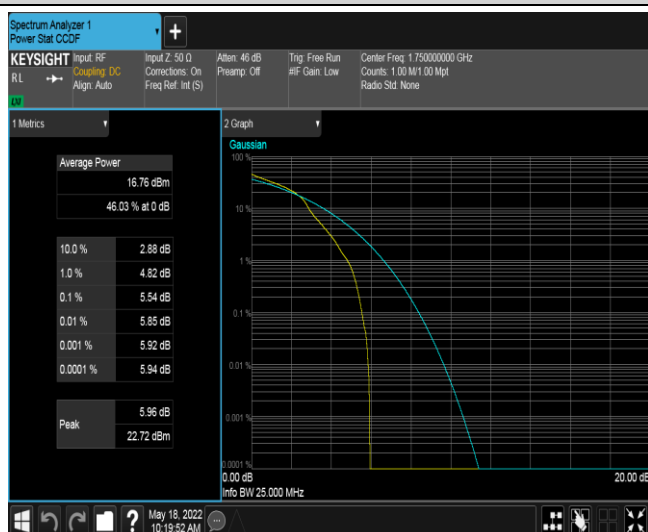 Spectrum Analyzer 1
Power Stat CCDF
+
KEYSIGHT
RL
LXI
Input: RF
Coupling: DC
Align: Auto
Input Z: 50 Ω
Corrections: On
Freq Ref: Int (S)
Atten: 46 dB
Preamp: Off
Trig: Free Run
#IF Gain: Low
Center Freq: 1.750000000 GHz
Counts: 1.00 M/1.00 Mpt
Radio Std: None
1 Metrics
Average Power
16.76 dBm
46.03 % at 0 dB
10.0 % 2.88 dB
1.0 % 4.82 dB
0.1 % 5.54 dB
0.01 % 5.85 dB
0.001 % 5.92 dB
0.0001 % 5.94 dB
Peak
5.96 dB
22.72 dBm
2 Graph
Gaussian
100 %
10 %
1 %
0.1 %
0.01 %
0.001 %
0.0001 %
0.00 dB 20.00 dB
Info BW 25.000 MHz
?
May 18, 2022
10:19:52 AM